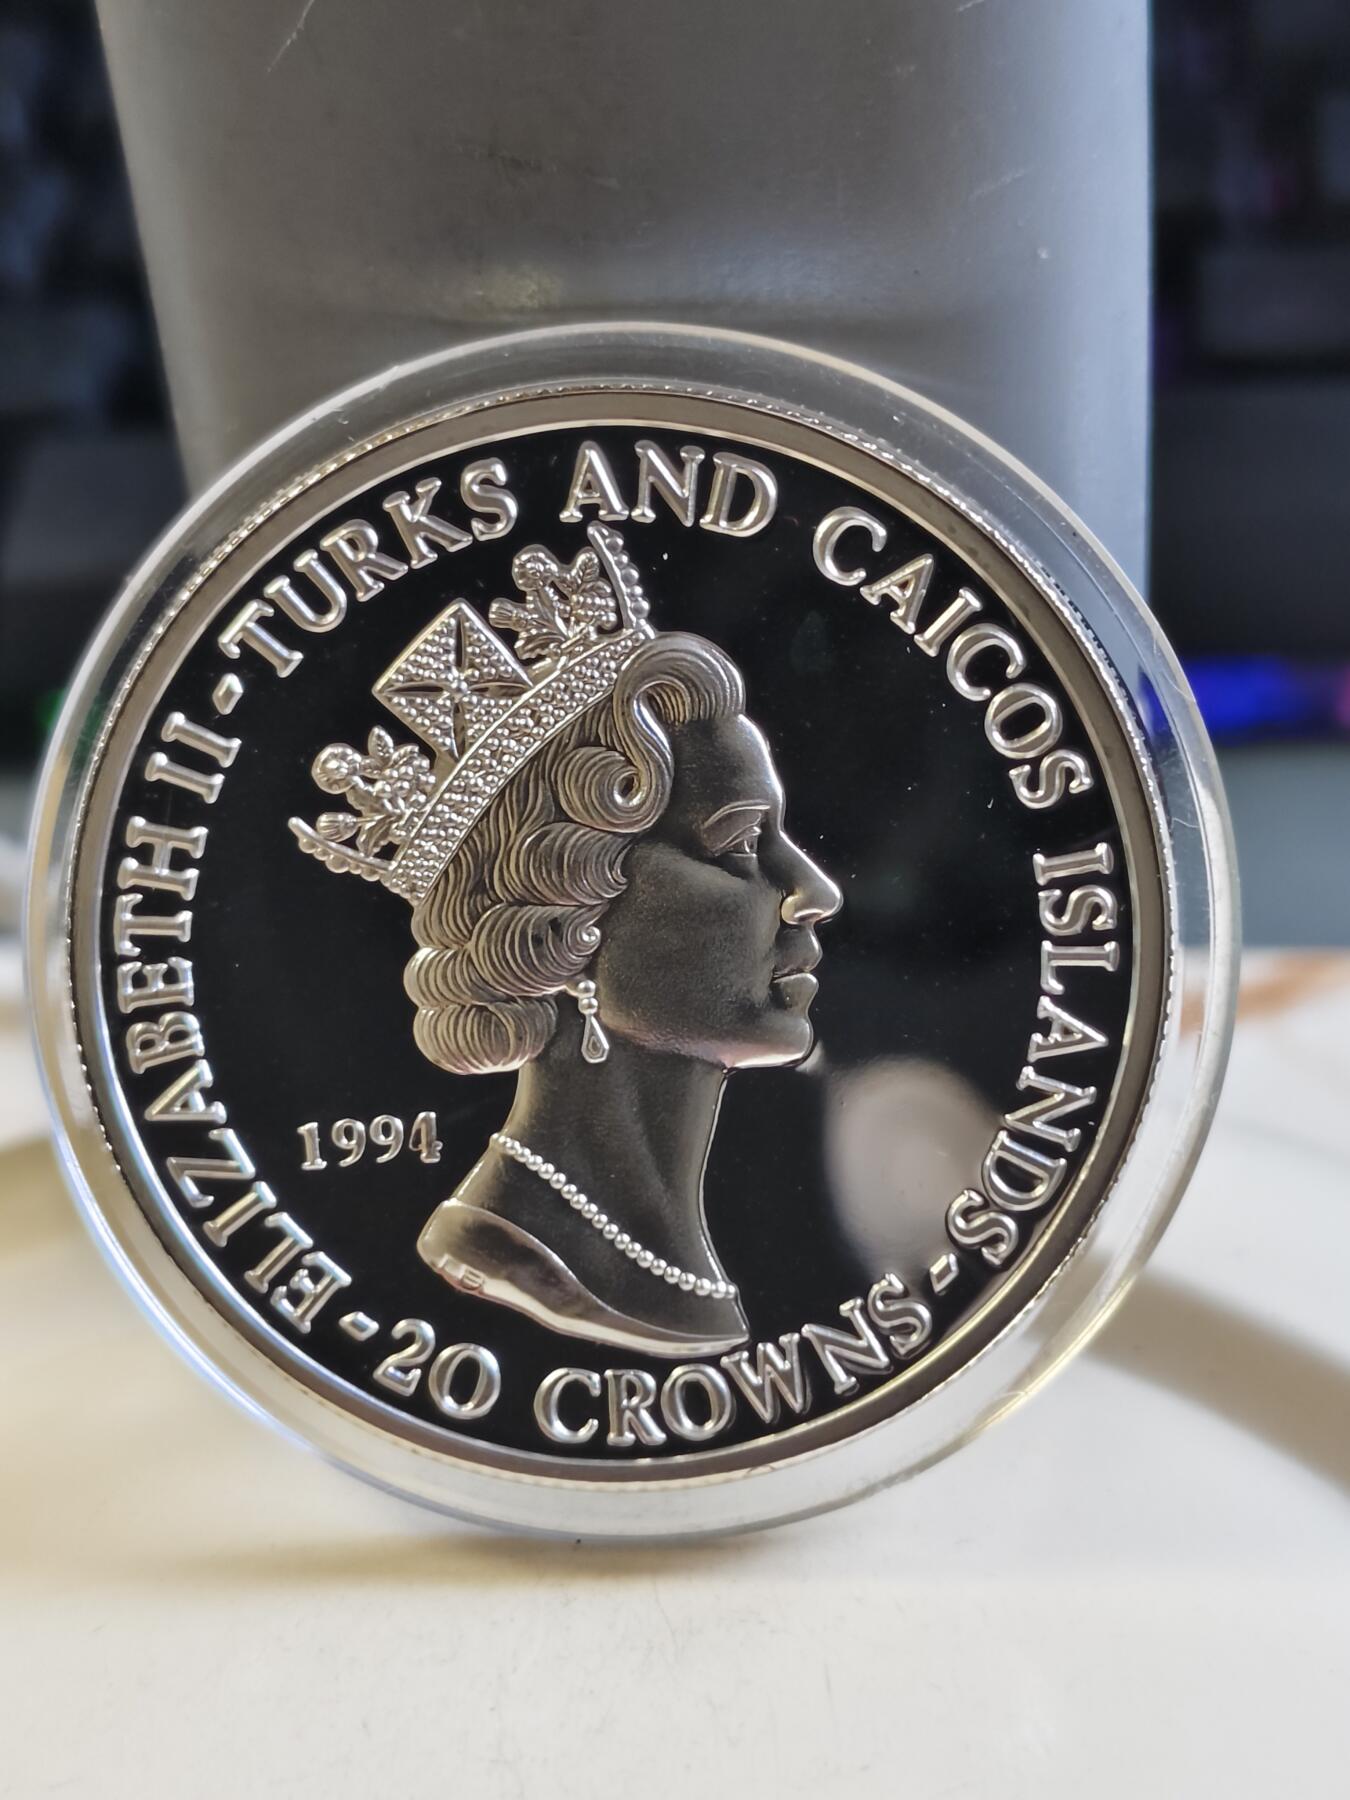 ELIZABETH II - TURKS AND CAICOS ISLANDS -
20 CROWNS -
1994